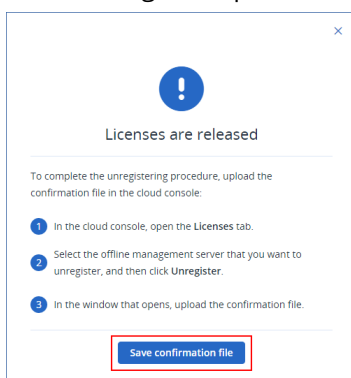 ×
!
Licenses are released
To complete the unregistering procedure, upload the
confirmation file in the cloud console:
1 In the cloud console, open the Licenses tab.
2 Select the offline management server that you want to
unregister, and then click Unregister.
3 In the window that opens, upload the confirmation file.
Save confirmation file